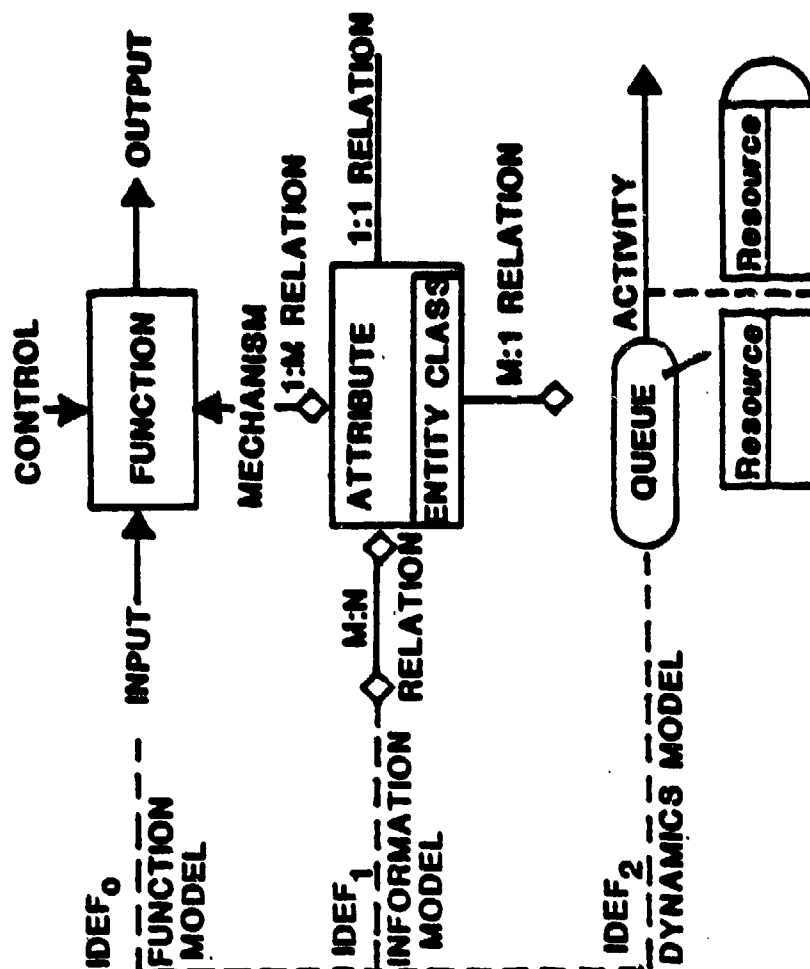 IDEF0
FUNCTION
MODEL
INPUT
CONTROL
FUNCTION
MECHANISM
OUTPUT
IDEF1
INFORMATION
MODEL
M:N
RELATION
1:M RELATION
ATTRIBUTE
ENTITY CLASS
1:1 RELATION
M:1 RELATION
IDEF2
DYNAMICS MODEL
QUEUE
ACTIVITY
Resource
Resource